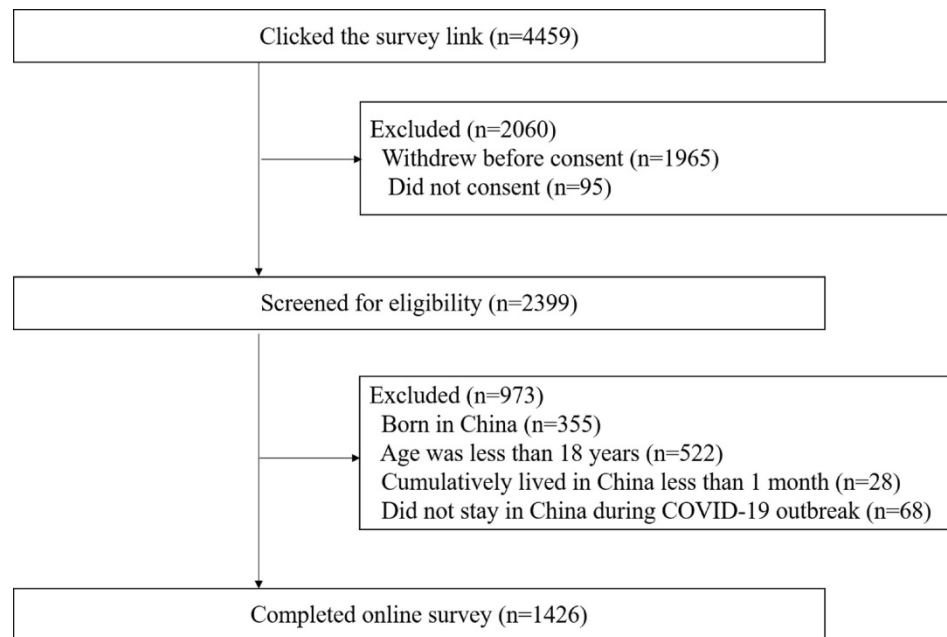 Clicked the survey link (n=4459)
Excluded (n=2060)
Withdrew before consent (n=1965)
Did not consent (n=95)
Screened for eligibility (n=2399)
Excluded (n=973)
Born in China (n=355)
Age was less than 18 years (n=522)
Cumulatively lived in China less than 1 month (n=28)
Did not stay in China during COVID-19 outbreak (n=68)
Completed online survey (n=1426)